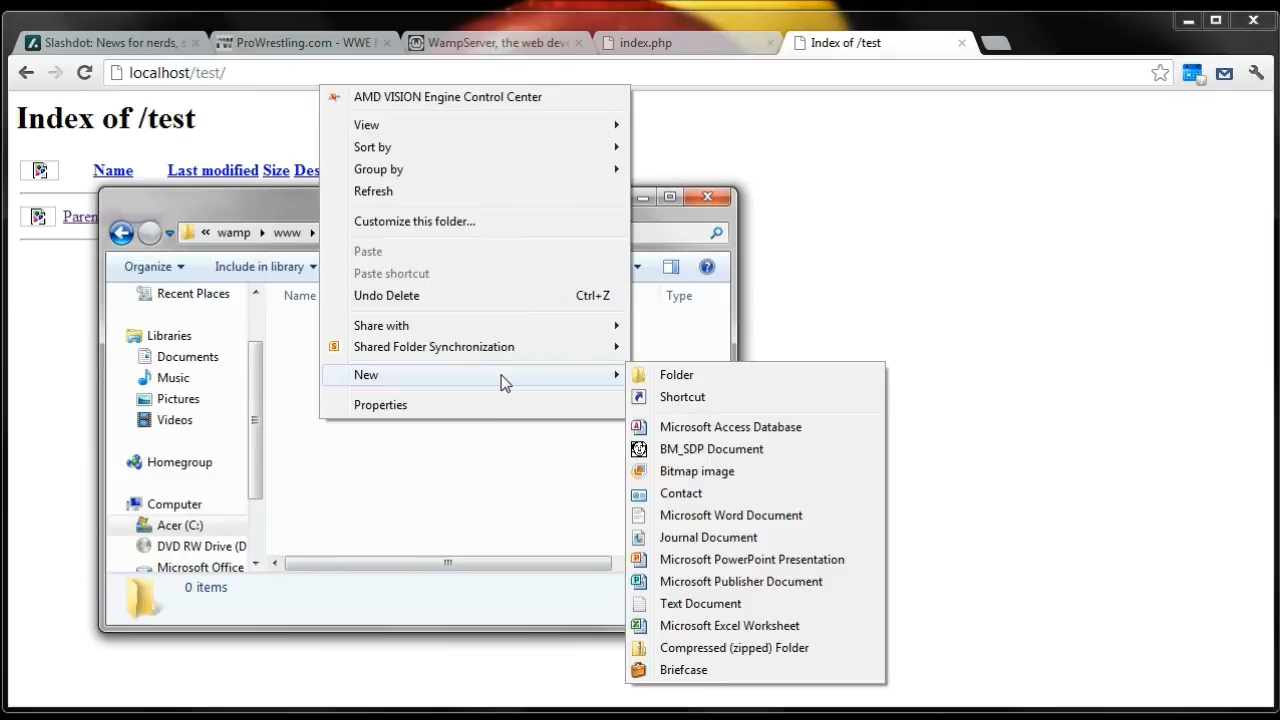 Slashdot: News for nerds, s
ProWrestling.com - WWE
WampServer, the web deve
index.php
Index of /test
localhost/test/
Index of /test
Name Last modified Size Des
Paren
AMD VISION Engine Control Center
View
Sort by
Group by
Refresh
Customize this folder...
Paste
Paste shortcut
Undo Delete Ctrl+Z
Share with
Shared Folder Synchronization
New
Properties
« wamp www
Organize Include in library
Name Type
Recent Places
Libraries
Documents
Music
Pictures
Videos
Homegroup
Computer
Acer (C:)
DVD RW Drive (D
Microsoft Office
0 items
Folder
Shortcut
Microsoft Access Database
BM_SDP Document
Bitmap image
Contact
Microsoft Word Document
Journal Document
Microsoft PowerPoint Presentation
Microsoft Publisher Document
Text Document
Microsoft Excel Worksheet
Compressed (zipped) Folder
Briefcase